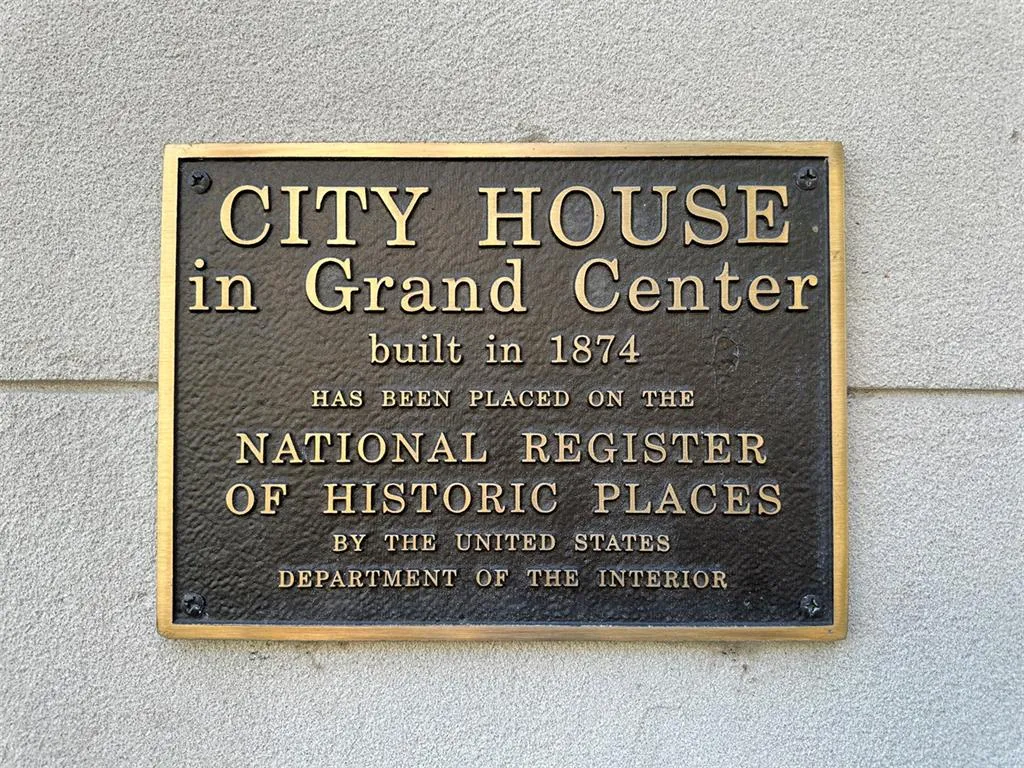 CITY HOUSE
in Grand Center
built in 1874
HAS BEEN PLACED ON THE
NATIONAL REGISTER
OF HISTORIC PLACES
BY THE UNITED STATES
DEPARTMENT OF THE INTERIOR